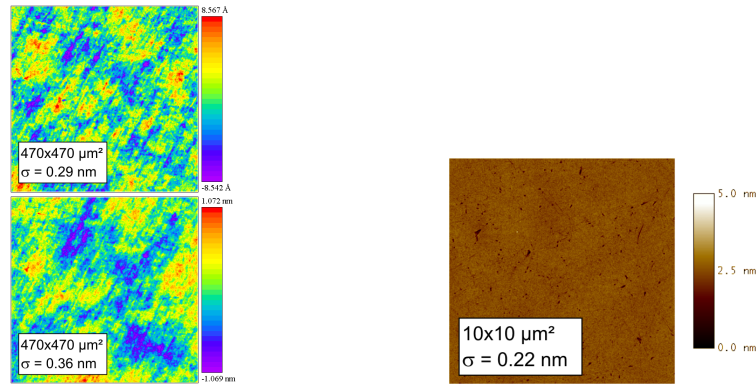 8.567 Å
470x470 µm²
σ = 0.29 nm
-8.542 Å
1.072 nm
470x470 µm²
σ = 0.36 nm
-1.069 nm
5.0 nm
2.5 nm
0.0 nm
10x10 µm²
σ = 0.22 nm